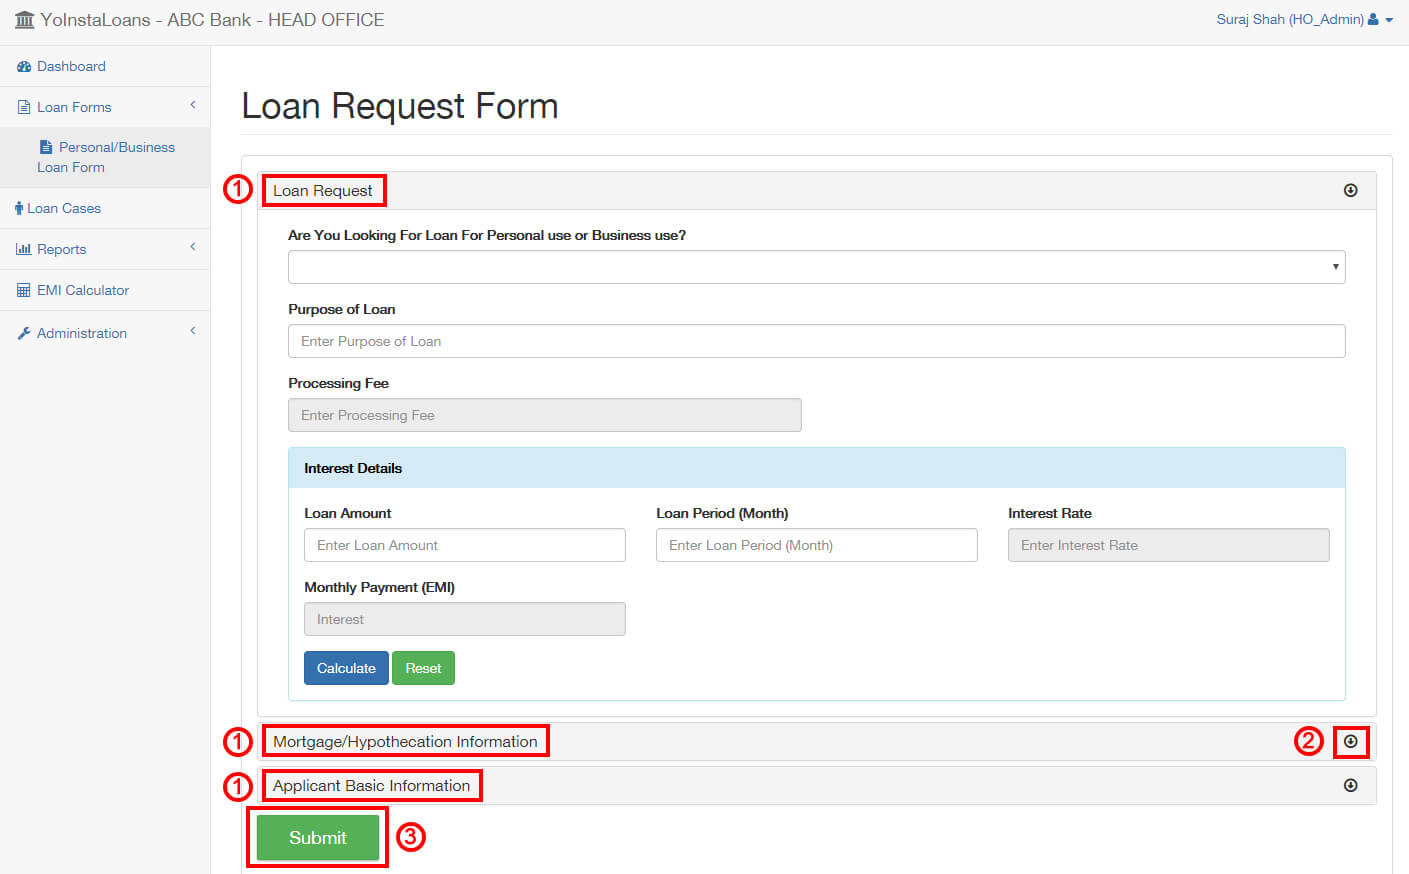 YoInstaLoans - ABC Bank - HEAD OFFICE
Suraj Shah (HO_Admin)
Dashboard
Loan Forms
Personal/Business
Loan Form
Loan Cases
Reports
EMI Calculator
Administration
Loan Request Form
1 Loan Request
Are You Looking For Loan For Personal use or Business use?
Purpose of Loan
Enter Purpose of Loan
Processing Fee
Enter Processing Fee
Interest Details
Loan Amount Loan Period (Month) Interest Rate
Enter Loan Amount Enter Loan Period (Month) Enter Interest Rate
Monthly Payment (EMI)
Interest
Calculate Reset
1 Mortgage/Hypothecation Information 2
1 Applicant Basic Information
Submit 3